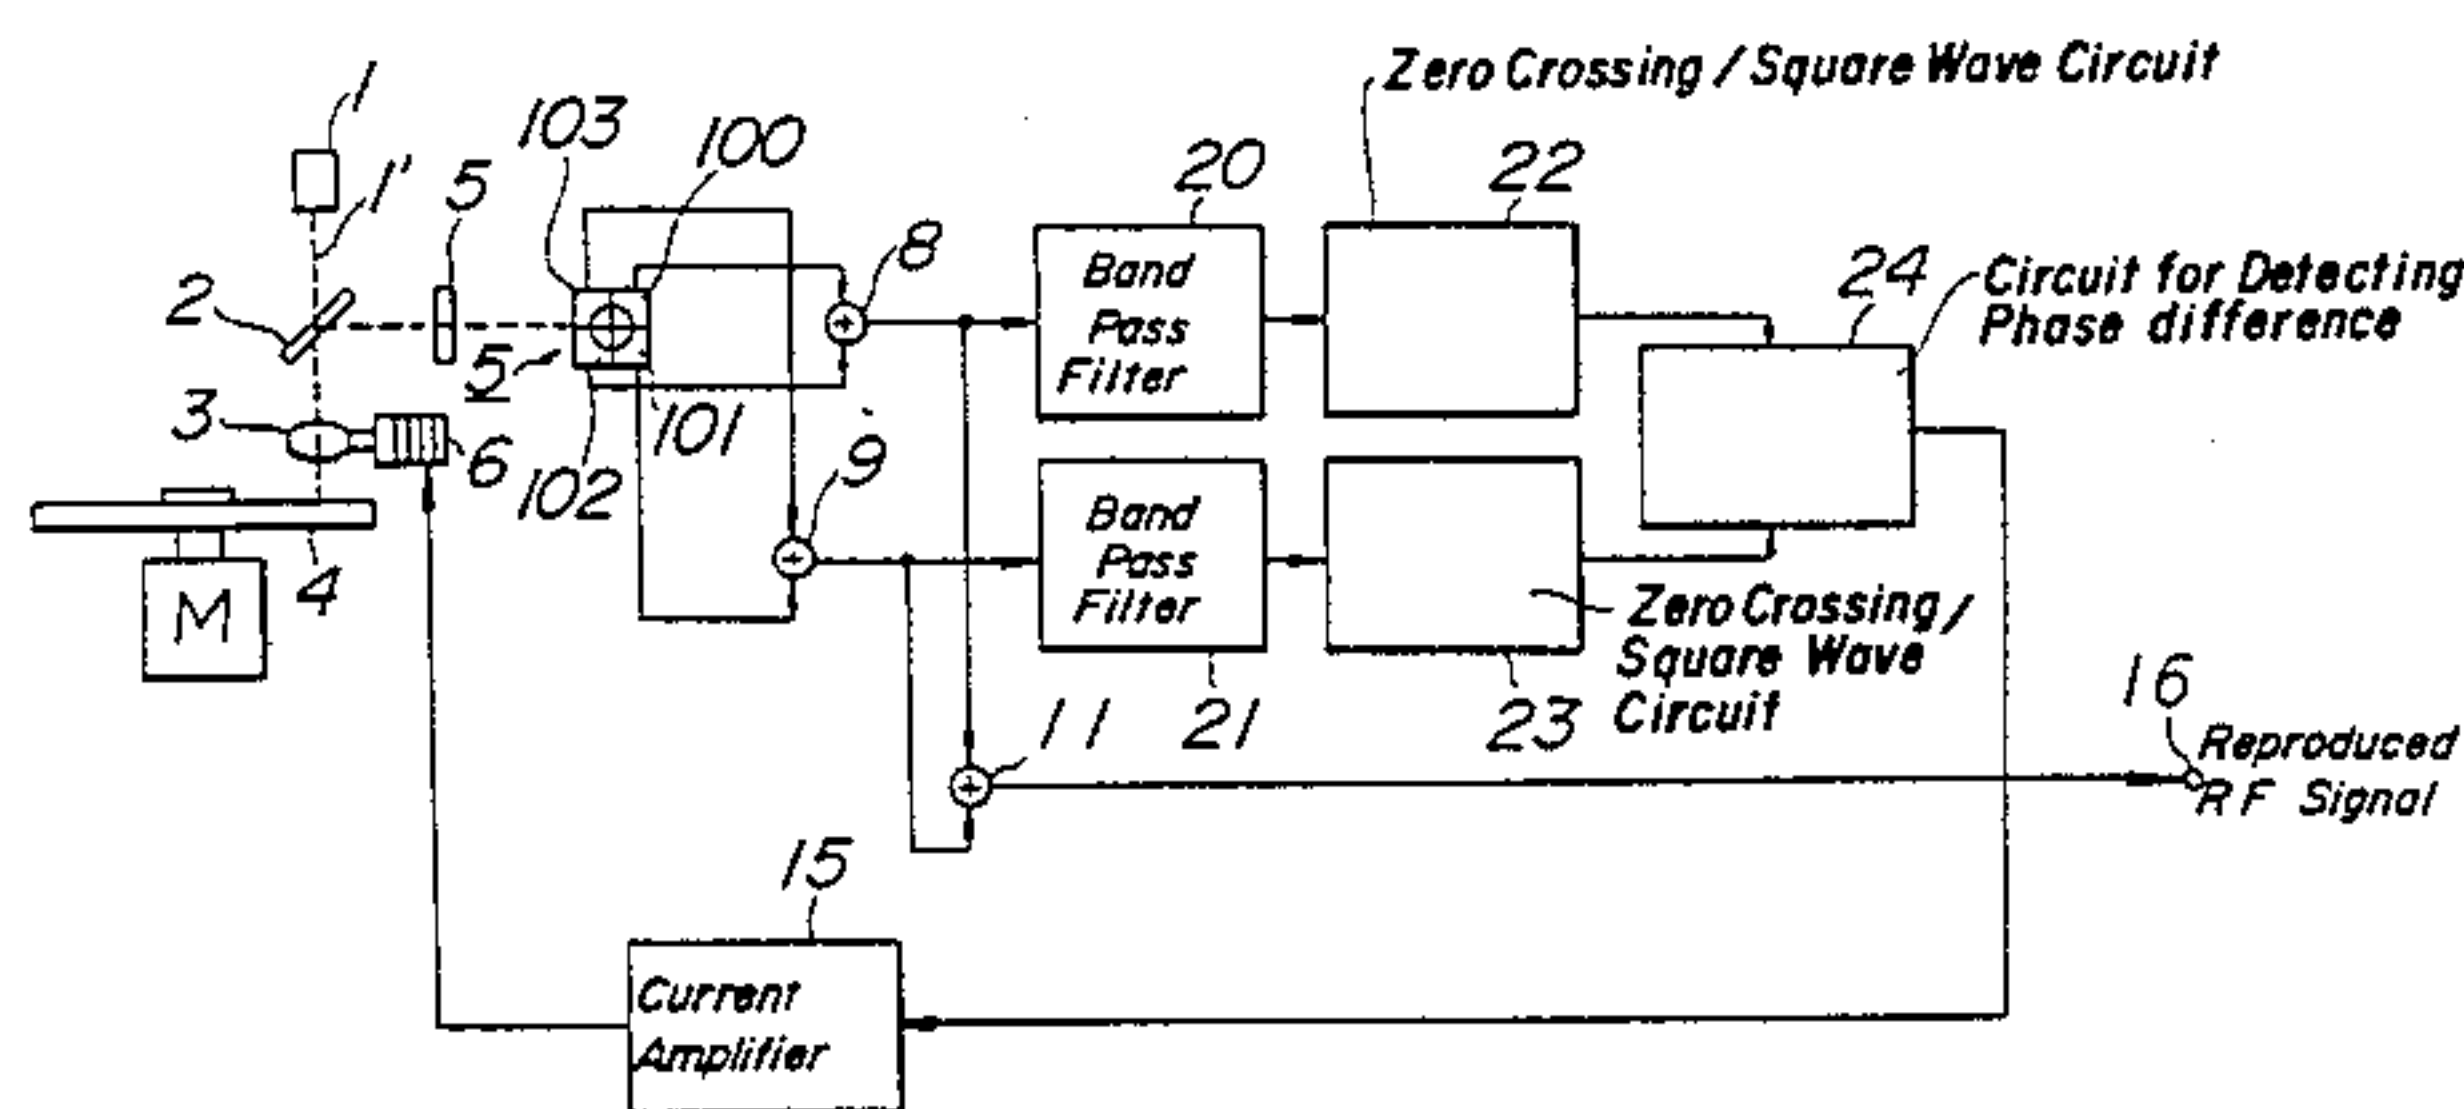 Zero Crossing / Square Wave Circuit
1
103
100
1'
5
20
22
2
8
Band
Pass
Filter
24
Circuit for Detecting
Phase difference
5
3
6
101
102
9
Band
Pass
Filter
4
M
Zero Crossing /
Square Wave
Circuit
11
21
23
16
Reproduced
RF Signal
15
Current
Amplifier